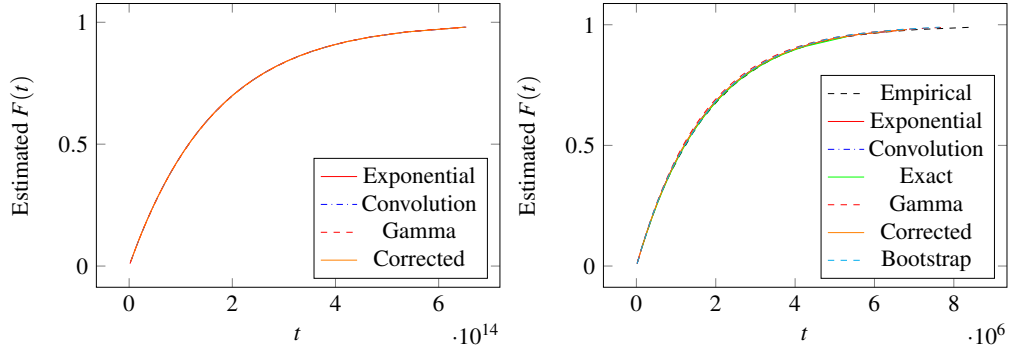 Estimated F(t)
1
0.5
0
Exponential
Convolution
Gamma
Corrected
0
2
4
6
t
·10^14
Estimated F(t)
1
0.5
0
Empirical
Exponential
Convolution
Exact
Gamma
Corrected
Bootstrap
0
2
4
6
8
t
·10^6